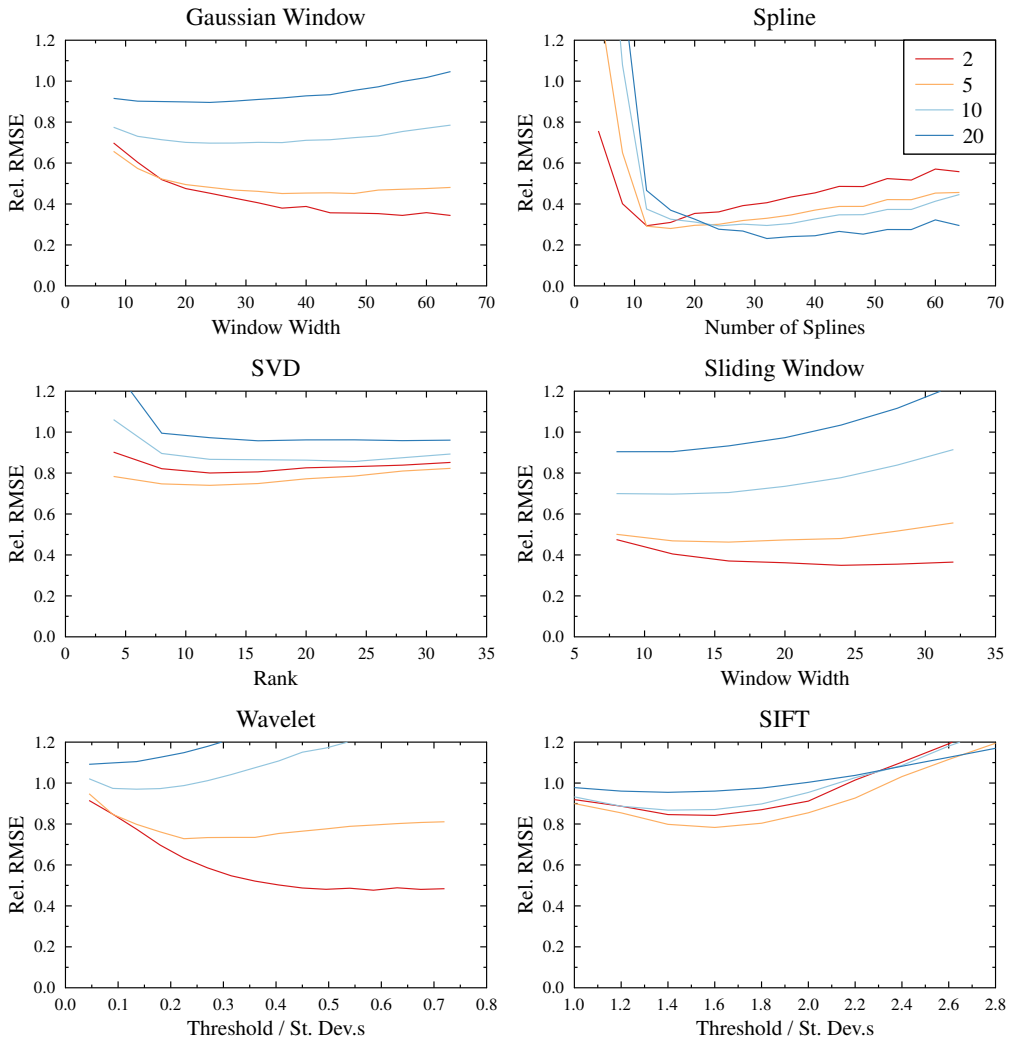 Gaussian Window
Rel. RMSE
0.0 0.2 0.4 0.6 0.8 1.0 1.2
0 10 20 30 40 50 60 70
Window Width
Spline
Rel. RMSE
0.0 0.2 0.4 0.6 0.8 1.0 1.2
0 10 20 30 40 50 60 70
Number of Splines
2
5
10
20
SVD
Rel. RMSE
0.0 0.2 0.4 0.6 0.8 1.0 1.2
0 5 10 15 20 25 30 35
Rank
Sliding Window
Rel. RMSE
0.0 0.2 0.4 0.6 0.8 1.0 1.2
5 10 15 20 25 30 35
Window Width
Wavelet
Rel. RMSE
0.0 0.2 0.4 0.6 0.8 1.0 1.2
0.0 0.1 0.2 0.3 0.4 0.5 0.6 0.7 0.8
Threshold / St. Dev.s
SIFT
Rel. RMSE
0.0 0.2 0.4 0.6 0.8 1.0 1.2
1.0 1.2 1.4 1.6 1.8 2.0 2.2 2.4 2.6 2.8
Threshold / St. Dev.s